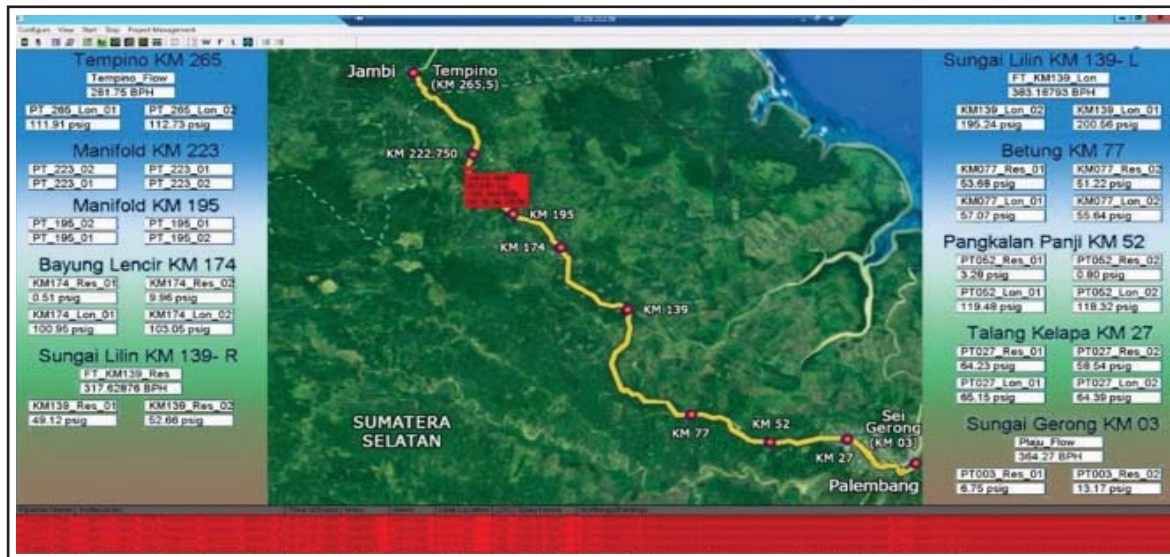 Configure View Start Stop Project Management
W F L
Tempino KM 265
Tempino_Flow
281.75 BPH
PT_265_Lon_01 PT_265_Lon_02
111.91 psig 112.73 psig
Manifold KM 223
PT_223_02 PT_223_01
PT_223_01 PT_223_02
Manifold KM 195
PT_195_02 PT_195_01
PT_195_01 PT_195_02
Bayung Lencir KM 174
KM174_Res_01 KM174_Res_02
0.51 psig 9.96 psig
KM174_Lon_01 KM174_Lon_02
100.95 psig 103.05 psig
Sungai Lilin KM 139- R
FT_KM139_Res
317.62876 BPH
KM139_Res_01 KM139_Res_02
49.12 psig 52.66 psig
Jambi
Tempino
(KM 265,5)
KM 222.750
KM 195
KM 174
KM 139
SUMATERA
SELATAN
KM 77
KM 52
KM 27
Sei
Gerong
(KM 03)
Palembang
Sungai Lilin KM 139- L
FT_KM139_Lon
383.18793 BPH
KM139_Lon_02 KM139_Lon_01
195.24 psig 200.56 psig
Betung KM 77
KM077_Res_01 KM077_Res_02
53.68 psig 51.22 psig
KM077_Lon_01 KM077_Lon_02
57.07 psig 55.64 psig
Pangkalan Panji KM 52
PT052_Res_01 PT052_Res_02
3.28 psig 0.80 psig
PT052_Lon_01 PT052_Lon_02
119.48 psig 118.32 psig
Talang Kelapa KM 27
PT027_Res_01 PT027_Res_02
64.23 psig 58.54 psig
PT027_Lon_01 PT027_Lon_02
65.15 psig 64.39 psig
Sungai Gerong KM 03
Plaju_Flow
364.27 BPH
PT003_Res_01 PT003_Res_02
6.75 psig 13.17 psig